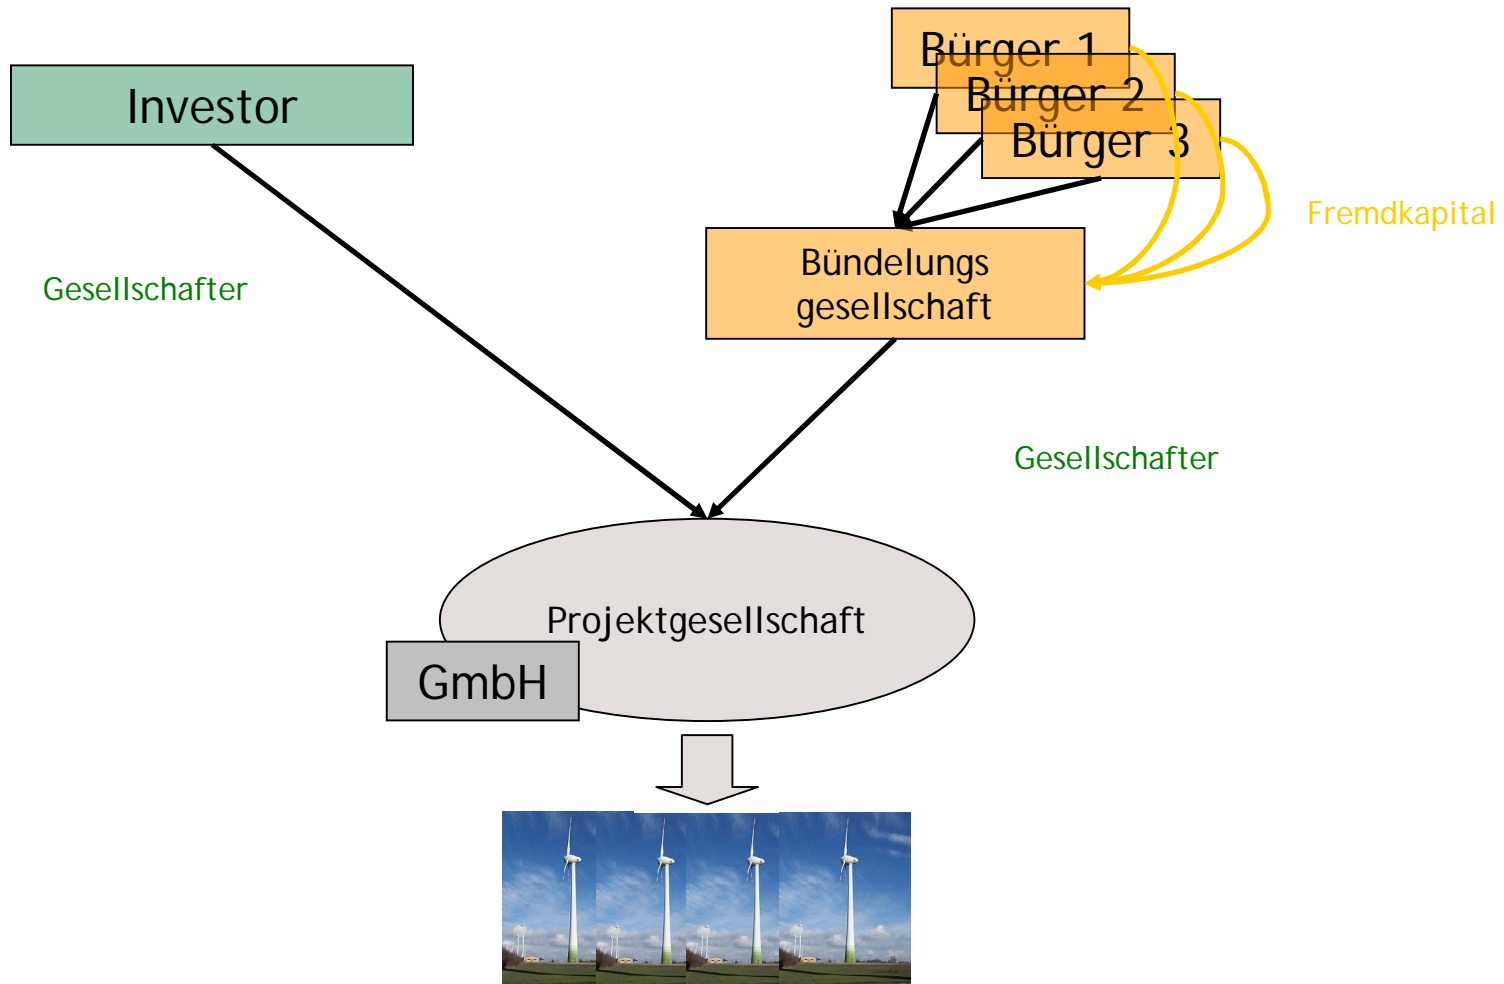 Bürger 1
Investor
Bürger 2
Bürger 3
Fremdkapital
Bündelungs
gesellschaft
Gesellschafter
Gesellschafter
Projektgesellschaft
GmbH